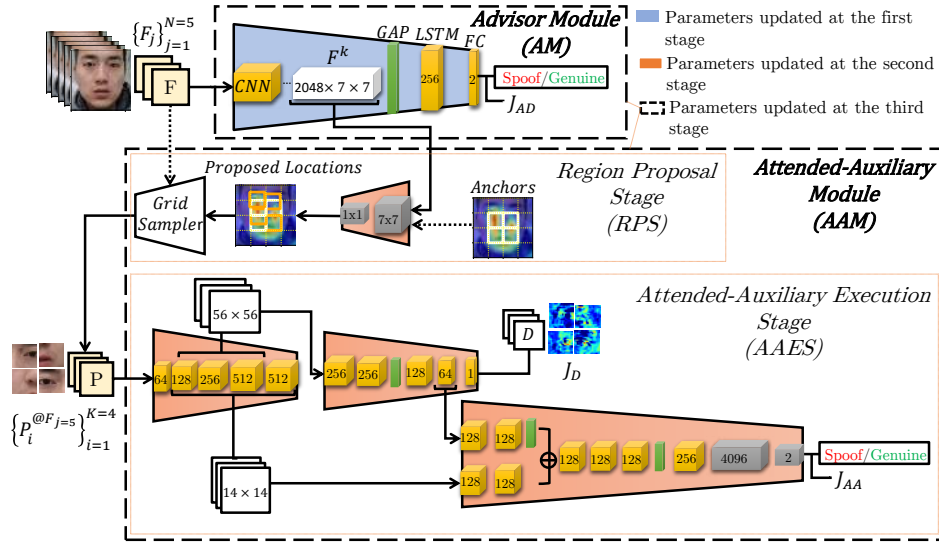 {F_j}_{j=1}^{N=5}
F
CNN
...
F^k
2048× 7 × 7
GAP
LSTM
FC
256
2
Advisor Module
(AM)
Spoof/Genuine
J_{AD}
Parameters updated at the first
stage
Parameters updated at the second
stage
Parameters updated at the third
stage
Attended-Auxiliary
Module
(AAM)
Region Proposal
Stage
(RPS)
Proposed Locations
Grid
Sampler
1x1
7x7
Anchors
Attended-Auxiliary Execution
Stage
(AAES)
56 × 56
64
128
256
512
512
14 × 14
256
256
128
64
1
D
J_D
P
{P_i^{@F_{j=5}}}_{i=1}^{K=4}
128
128
128
128
⊕
128
128
128
256
4096
2
Spoof/Genuine
J_{AA}